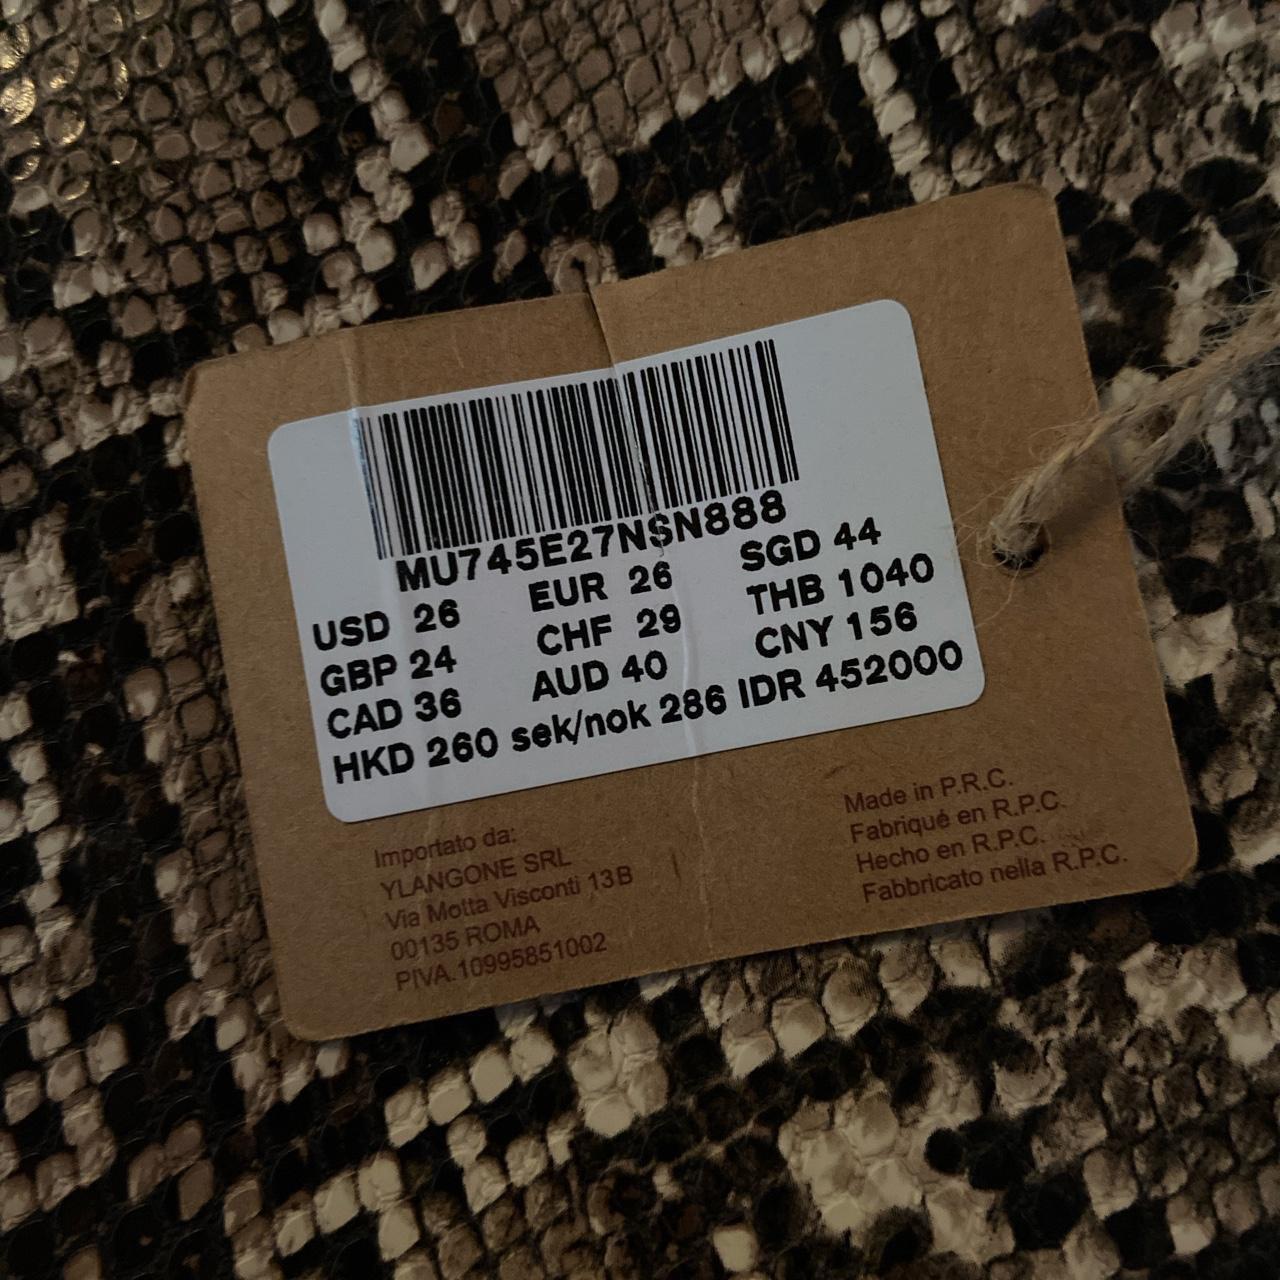 MU745E27NSN888
USD 26 EUR 26 SGD 44
GBP 24 CHF 29 THB 1040
CAD 36 AUD 40 CNY 156
HKD 260 sek/nok 286 IDR 452000
Importato da:
YLANGONE SRL
Via Motta Visconti 13B
00135 ROMA
PIVA.10995851002
Made in P.R.C.
Fabriqué en R.P.C.
Hecho en R.P.C.
Fabbricato nella R.P.C.